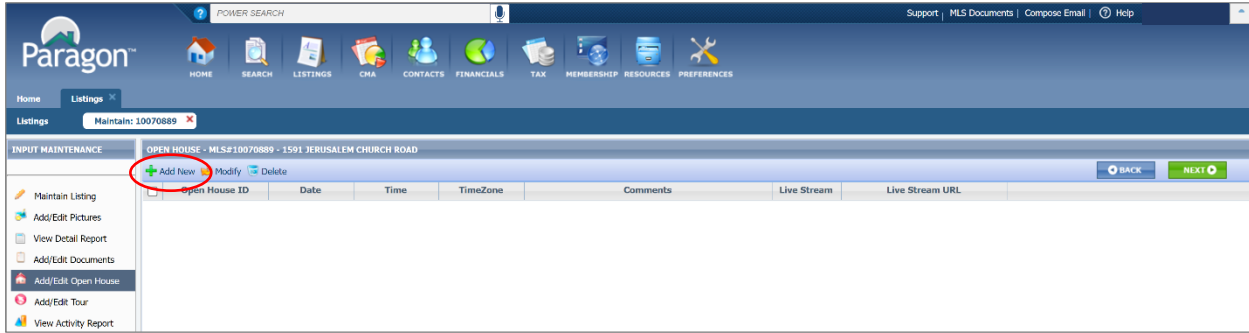 ? POWER SEARCH
Support | MLS Documents | Compose Email | ? Help
Paragon™
HOME SEARCH LISTINGS CMA CONTACTS FINANCIALS TAX MEMBERSHIP RESOURCES PREFERENCES
Home Listings ×
Listings Maintain: 10070889 ×
INPUT MAINTENANCE OPEN HOUSE - MLS#10070889 - 1591 JERUSALEM CHURCH ROAD
Add New Modify Delete BACK NEXT
Open House ID Date Time TimeZone Comments Live Stream Live Stream URL
Maintain Listing
Add/Edit Pictures
View Detail Report
Add/Edit Documents
Add/Edit Open House
Add/Edit Tour
View Activity Report